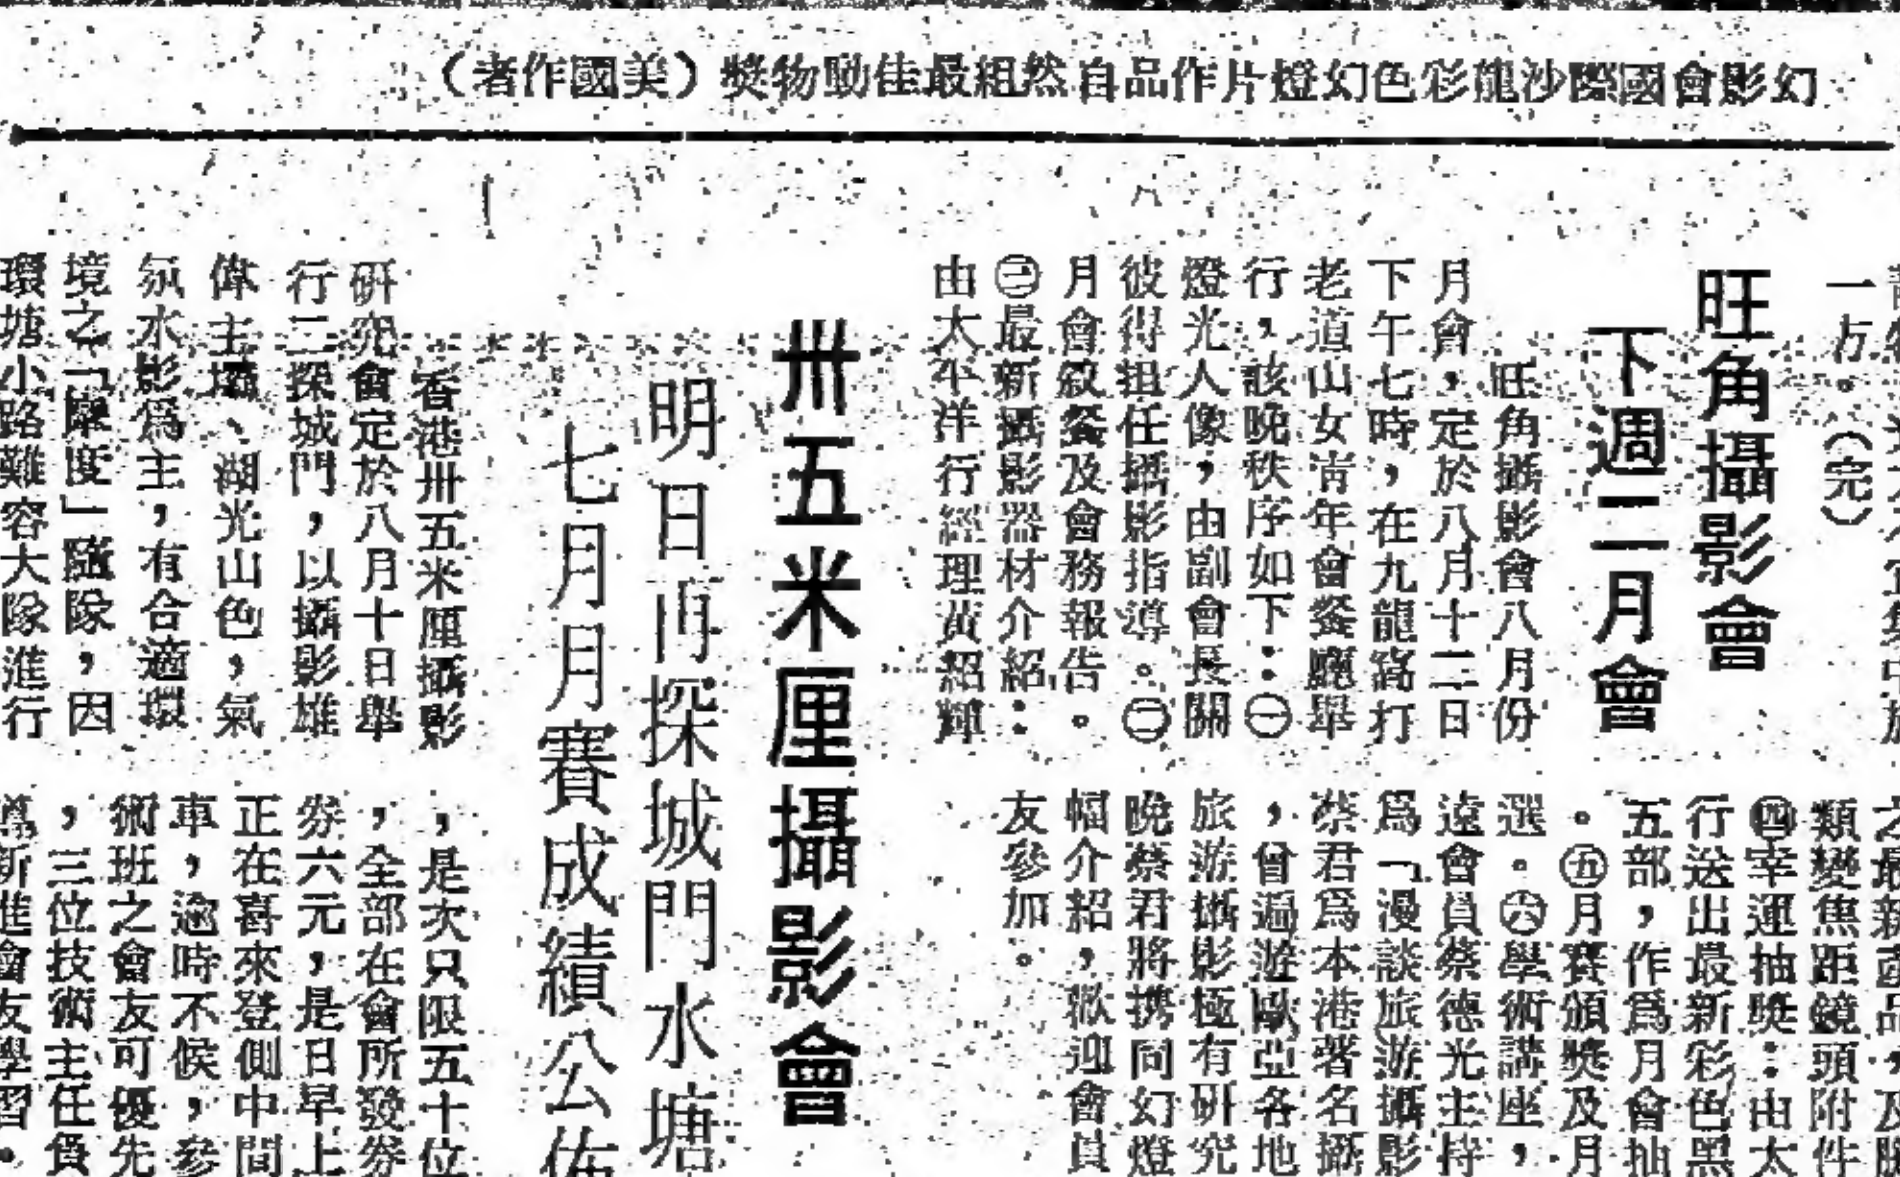 幻影會國際沙龍彩色幻燈片作品自然組最佳動物獎（美國作者）
一方。（完）
旺角攝影會
下週二月會
旺角攝影會八月份
月會，定於八月十二日
下午七時，在九龍窩打
老道山女青年會餐廳舉
行，該晚秩序如下：㊀
燈光人像，由副會長關
彼得担任攝影指導。㊁
月會敘餐及會務報告。
㊂最新攝影器材介紹：
由太平洋行經理黃紹輝
之最新產品，及
類變焦距鏡頭附件
㊃幸運抽獎：由太
行送出最新彩色黑
五部，作爲月會抽
。㊄月賽頒獎及月
選。㊅學術講座，
遠會員蔡德光主持
爲「漫談旅游攝影
蔡君爲本港著名攝
，曾遍遊歐亞各地
旅游攝影極有研究
晚蔡君將携同幻燈
幅介紹，歡迎會員
友參加。
卅五米厘攝影會
明日再探城門水塘
七月月賽成績公佈
香港卅五米厘攝影
研究會定於八月十日舉
行二探城門，以攝影雄
偉主壩、湖光山色，氣
氛水影爲主，有合適環
境之「摩度」隨隊，因
環塘小路難容大隊進行
，是次只限五十位
，全部在會所發券
券六元，是日早上
正在喜來登側中間
車，逾時不候，參
術班之會友可優先
，三位技術主任負
新進會友學習。